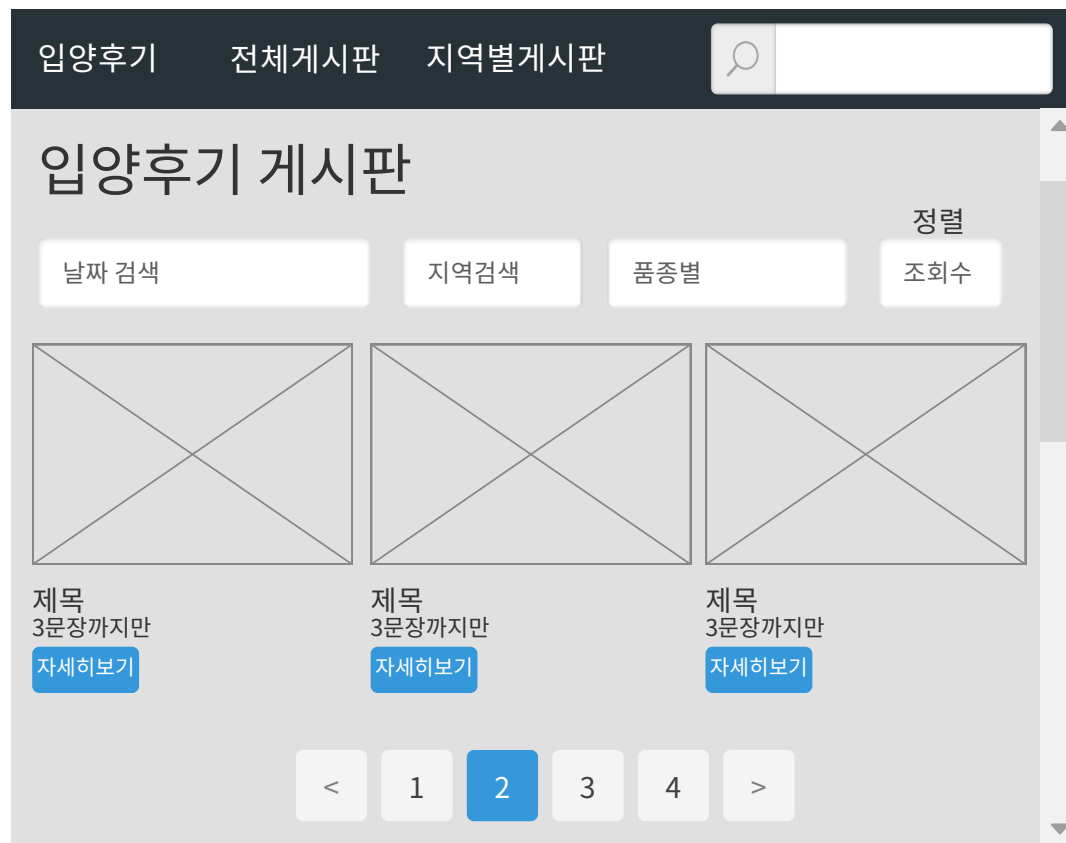 입양후기 전체게시판 지역별게시판
입양후기 게시판
정렬
날짜 검색 지역검색 품종별 조회수
제목 제목 제목
3문장까지만 3문장까지만 3문장까지만
자세히보기 자세히보기 자세히보기
< 1 2 3 4 >